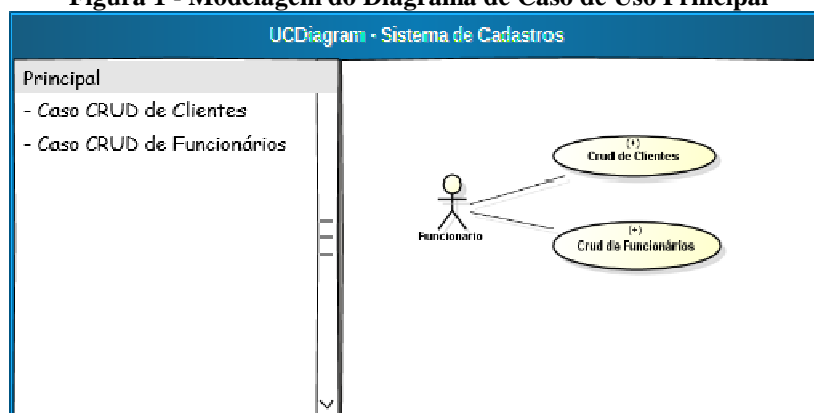 Figura 1 - Modelagem do Diagrama de Caso de Uso Principal
UCDiagram - Sistema de Cadastros
Principal
- Caso CRUD de Clientes
- Caso CRUD de Funcionários
(+)
Crud de Clientes
Funcionario
(+)
Crud de Funcionários